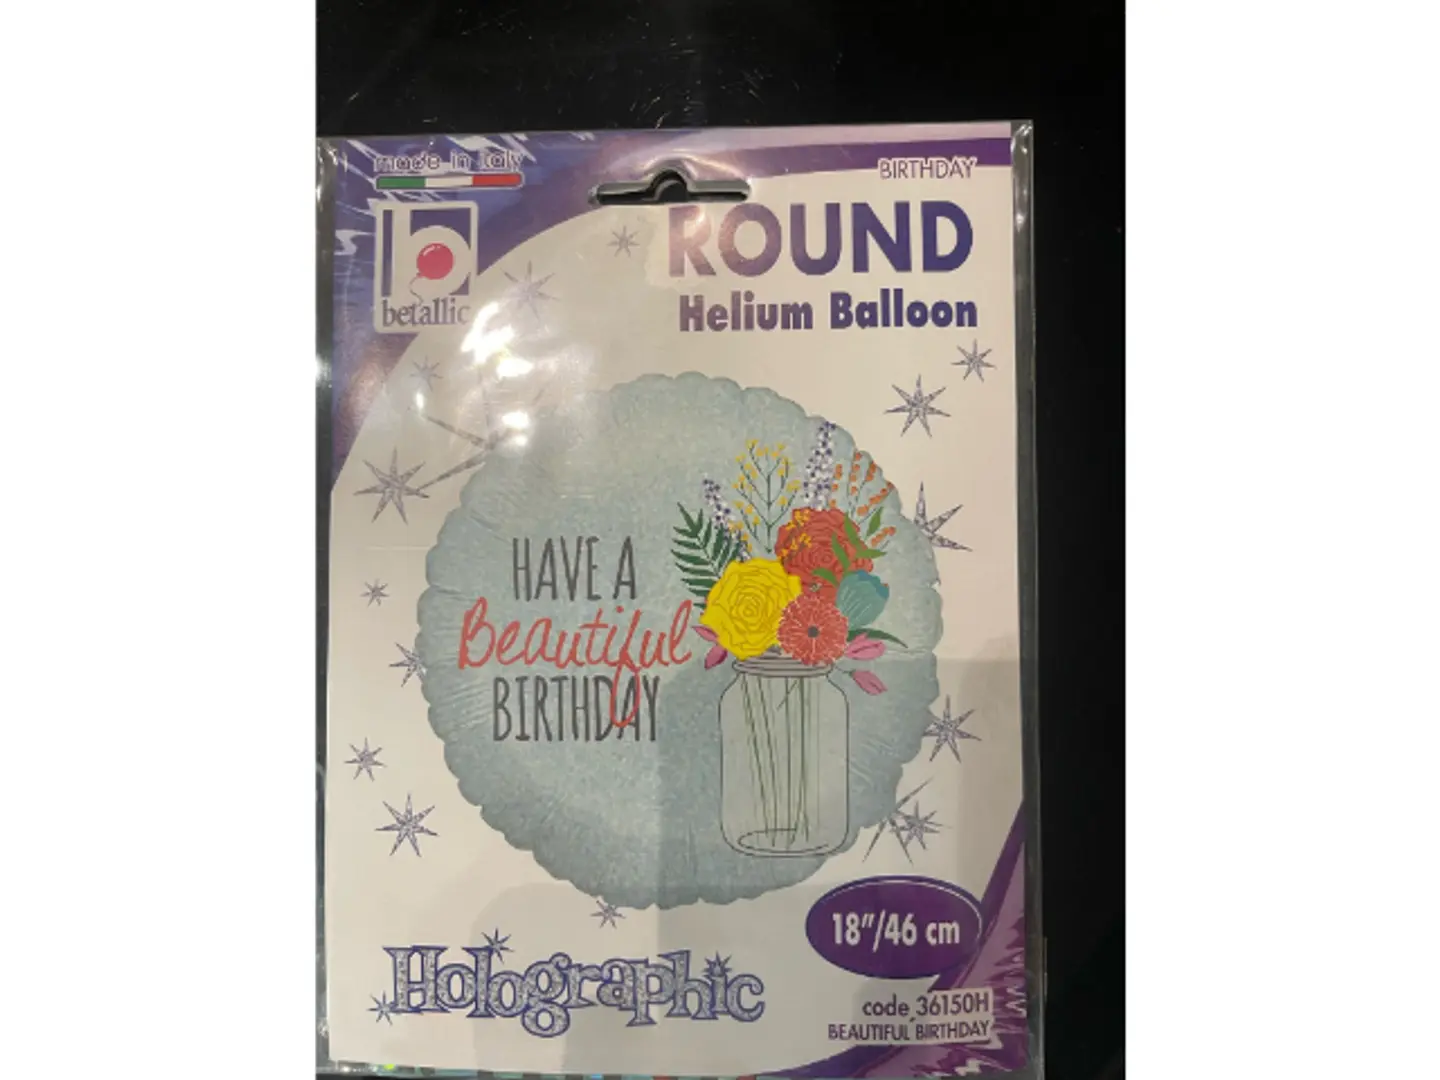 made in Italy
BIRTHDAY
betallic
ROUND
Helium Balloon
HAVE A
Beautiful
BIRTHDAY
18"/46 cm
Holographic
code 36150H
BEAUTIFUL BIRTHDAY